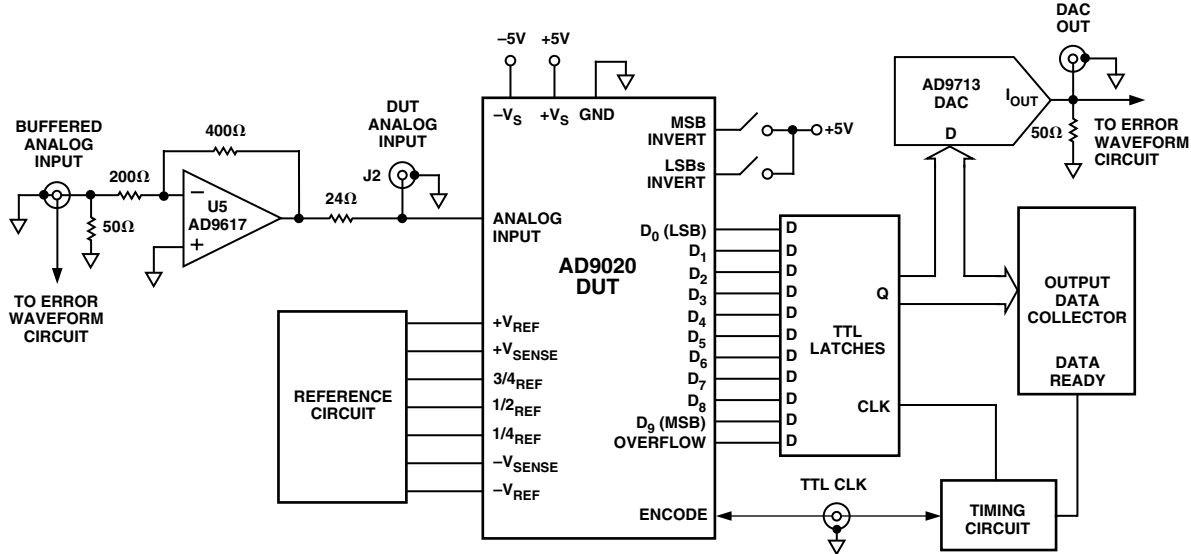 DAC
OUT
–5V
+5V
AD9713
DAC
I_OUT
D
50Ω
TO ERROR
WAVEFORM
CIRCUIT
BUFFERED
ANALOG
INPUT
400Ω
200Ω
50Ω
–
U5
AD9617
+
24Ω
DUT
ANALOG
INPUT
J2
TO ERROR
WAVEFORM
CIRCUIT
–V_S
+V_S
GND
MSB
INVERT
+5V
LSBs
INVERT
ANALOG
INPUT
AD9020
DUT
D_0 (LSB)
D_1
D_2
D_3
D_4
D_5
D_6
D_7
D_8
D_9 (MSB)
OVERFLOW
ENCODE
REFERENCE
CIRCUIT
+V_REF
+V_SENSE
3/4_REF
1/2_REF
1/4_REF
–V_SENSE
–V_REF
D
D
D
D
D
D
D
D
D
D
D
Q
TTL
LATCHES
CLK
OUTPUT
DATA
COLLECTOR
DATA
READY
TTL CLK
TIMING
CIRCUIT